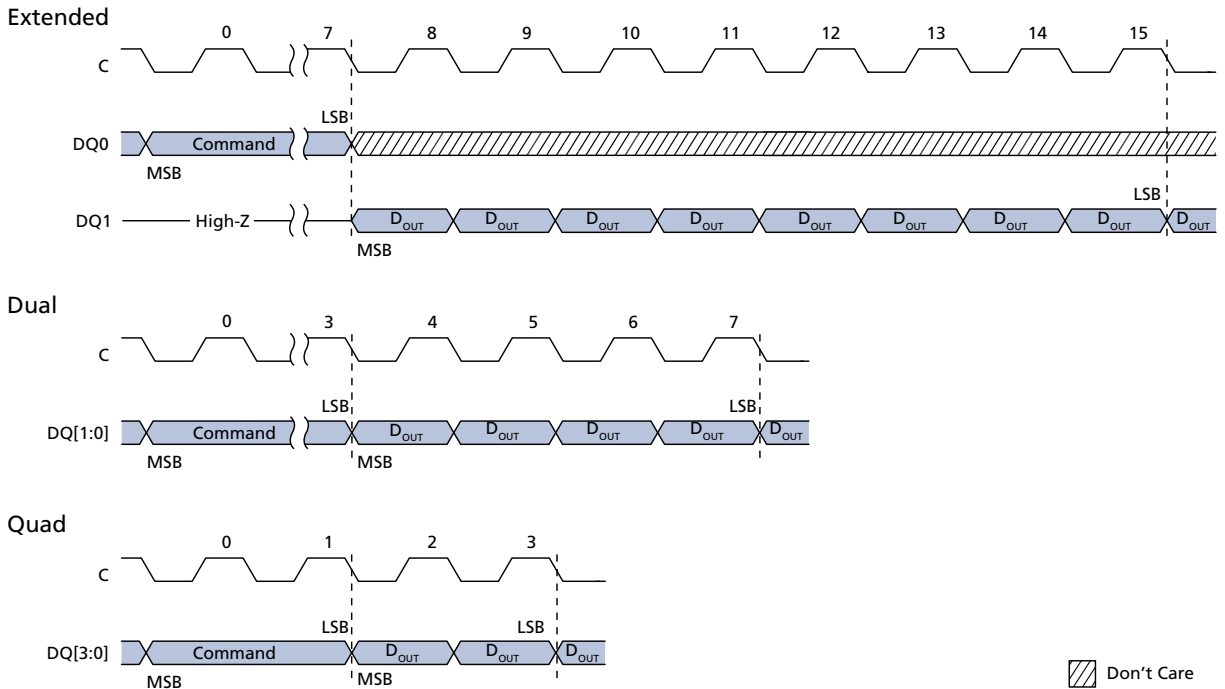 Extended
0 7 8 9 10 11 12 13 14 15
C
LSB
DQ0 Command
MSB
LSB
DQ1 High-Z DOUT DOUT DOUT DOUT DOUT DOUT DOUT DOUT DOUT
MSB
Dual
0 3 4 5 6 7
C
LSB LSB
DQ[1:0] Command DOUT DOUT DOUT DOUT DOUT
MSB MSB
Quad
0 1 2 3
C
LSB LSB
DQ[3:0] Command DOUT DOUT DOUT
MSB MSB
Don't Care